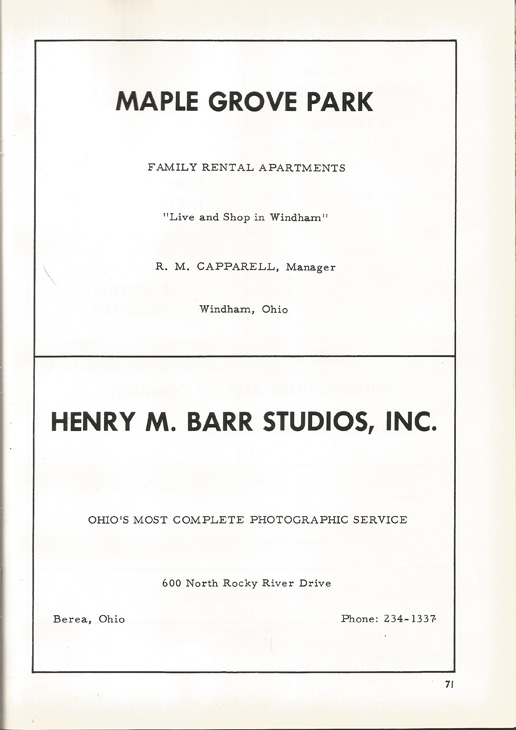 MAPLE GROVE PARK
FAMILY RENTAL APARTMENTS
"Live and Shop in Windham"
R. M. CAPPARELL, Manager
Windham, Ohio
HENRY M. BARR STUDIOS, INC.
OHIO'S MOST COMPLETE PHOTOGRAPHIC SERVICE
600 North Rocky River Drive
Berea, Ohio Phone: 234-1337
71